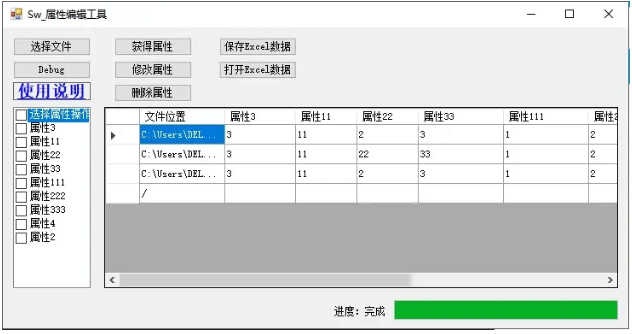 Sw_属性编辑工具
选择文件 获得属性 保存Excel数据
Debug 修改属性 打开Excel数据
使用说明 删除属性
选择属性操作
属性3
属性11
属性22
属性33
属性111
属性222
属性333
属性4
属性2
文件位置 属性3 属性11 属性22 属性33 属性111
C:\Users\DEL... 3 11 2 3 1 2
C:\Users\DEL... 3 11 22 33 1 2
C:\Users\DEL... 3 11 2 3 1 2
/
进度: 完成